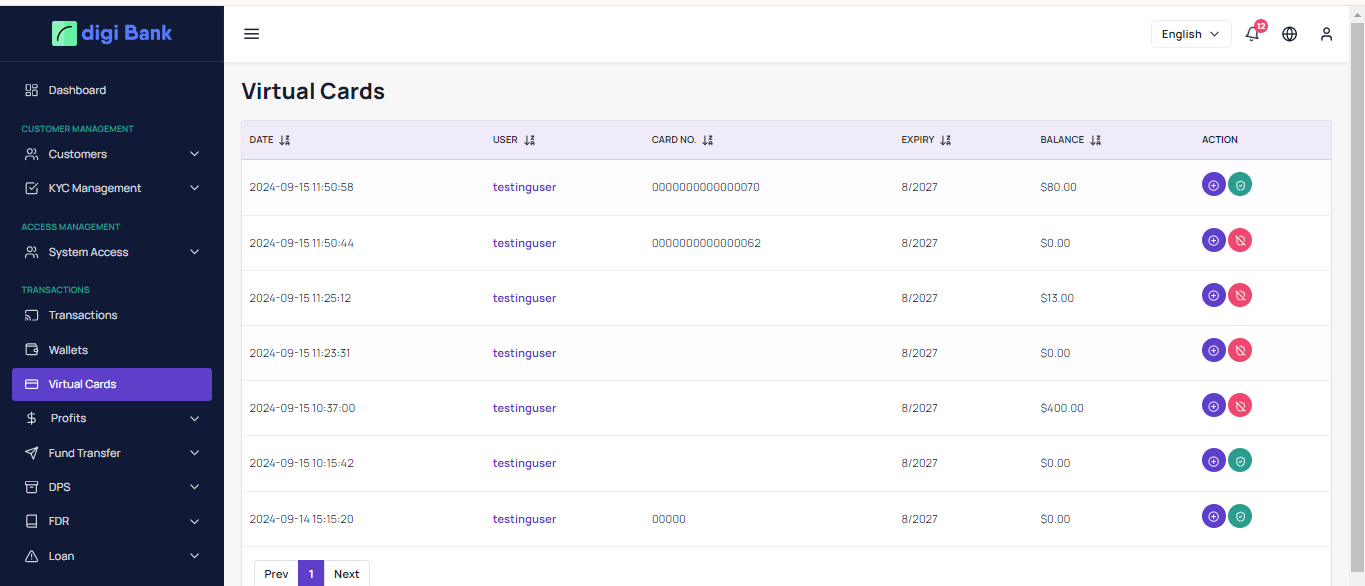 digi Bank
English
12
Dashboard
CUSTOMER MANAGEMENT
Customers
KYC Management
ACCESS MANAGEMENT
System Access
TRANSACTIONS
Transactions
Wallets
Virtual Cards
Profits
Fund Transfer
DPS
FDR
Loan
Virtual Cards
DATE USER CARD NO. EXPIRY BALANCE ACTION
2024-09-15 11:50:58 testinguser 0000000000000070 8/2027 $80.00
2024-09-15 11:50:44 testinguser 0000000000000062 8/2027 $0.00
2024-09-15 11:25:12 testinguser 8/2027 $13.00
2024-09-15 11:23:31 testinguser 8/2027 $0.00
2024-09-15 10:37:00 testinguser 8/2027 $400.00
2024-09-15 10:15:42 testinguser 8/2027 $0.00
2024-09-14 15:15:20 testinguser 00000 8/2027 $0.00
Prev 1 Next